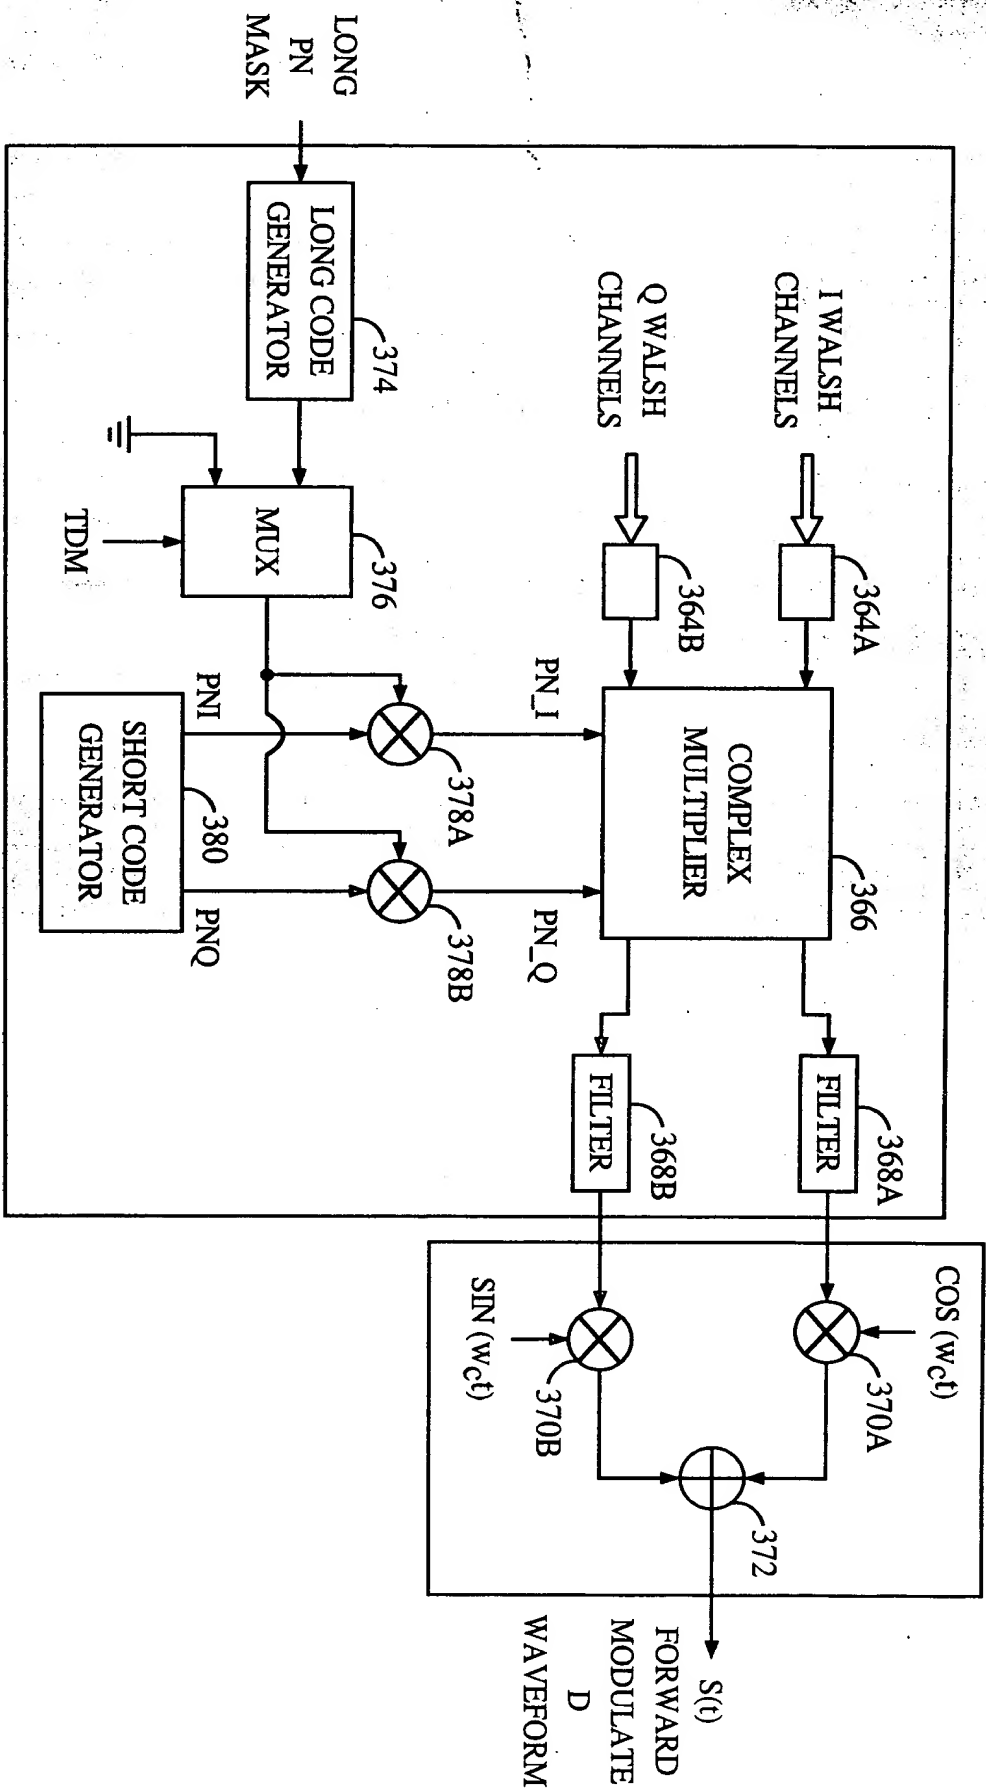 I WALSH
CHANNELS
364A
COMPLEX
MULTIPLIER
366
FILTER
368A
COS (w_ct)
370A
372
S(t)
FORWARD
MODULATE
D
WAVEFORM
Q WALSH
CHANNELS
364B
FILTER
368B
SIN (w_ct)
370B
PN_I
PN_Q
378A
378B
LONG
PN
MASK
LONG CODE
GENERATOR
374
MUX
376
TDM
PNI
PNQ
SHORT CODE
GENERATOR
380